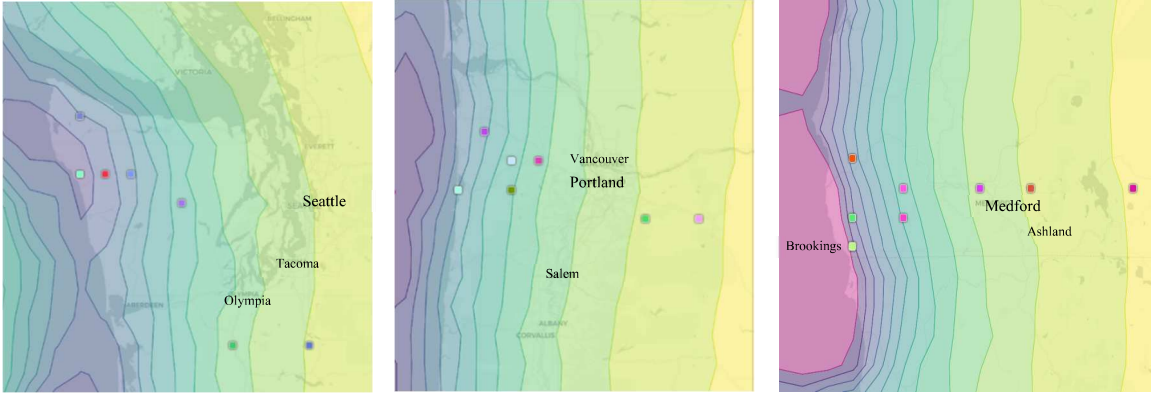 BELLINGHAM
VICTORIA
EVERETT
Seattle
Tacoma
Olympia
ABERDEEN
Vancouver
Portland
Salem
ALBANY
CORVALLIS
Medford
Ashland
Brookings